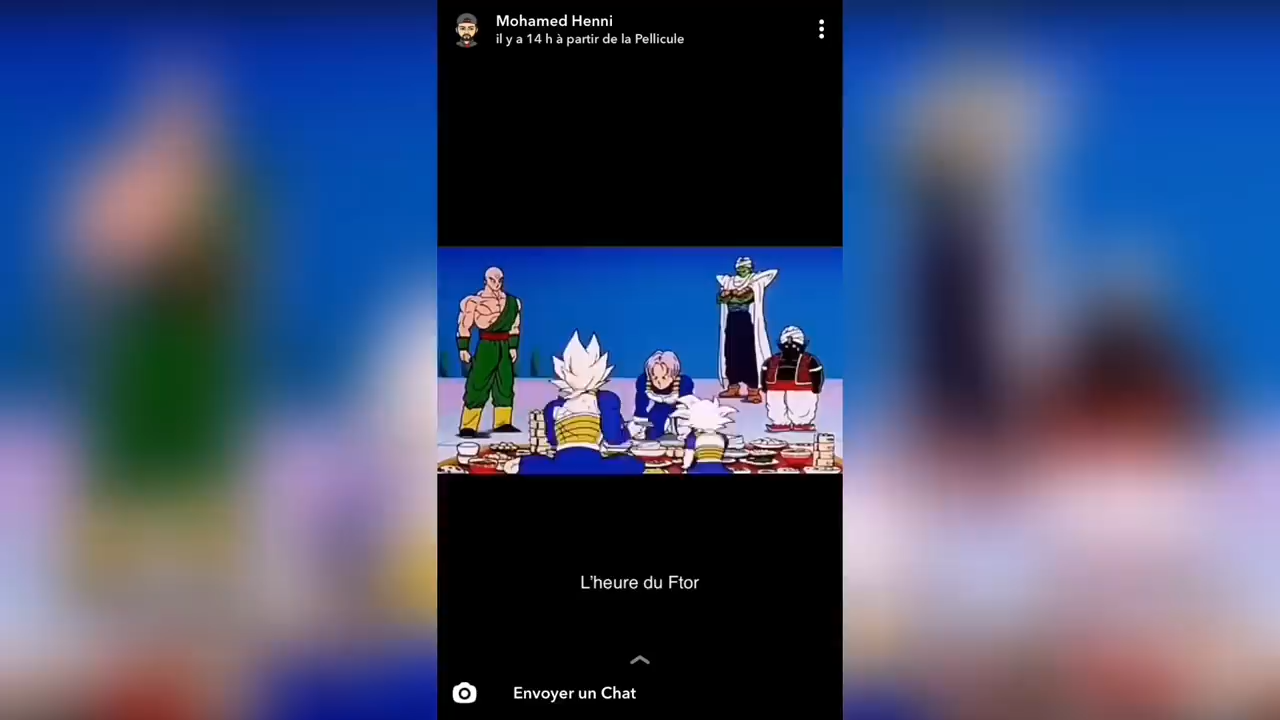 Mohamed Henni
il y a 14 h à partir de la Pellicule
L'heure du Ftor
Envoyer un Chat